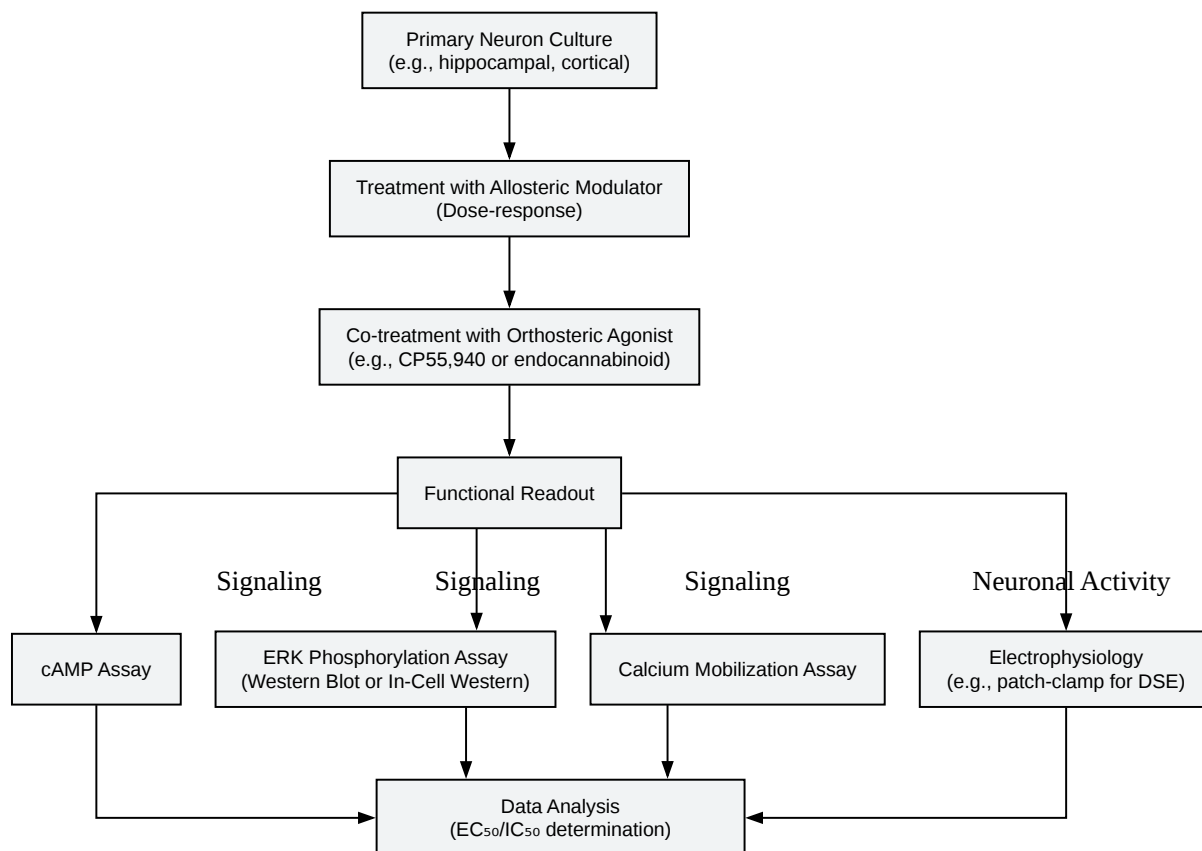 Primary Neuron Culture
(e.g., hippocampal, cortical)
Treatment with Allosteric Modulator
(Dose-response)
Co-treatment with Orthosteric Agonist
(e.g., CP55,940 or endocannabinoid)
Functional Readout
Signaling
Signaling
Signaling
Neuronal Activity
cAMP Assay
ERK Phosphorylation Assay
(Western Blot or In-Cell Western)
Calcium Mobilization Assay
Electrophysiology
(e.g., patch-clamp for DSE)
Data Analysis
(EC₅₀/IC₅₀ determination)